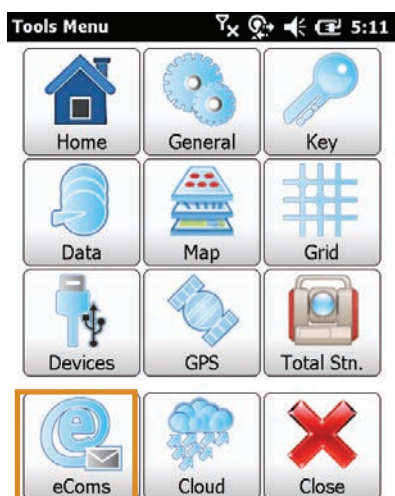 Tools Menu 5:11
Home General Key
Data Map Grid
Devices GPS Total Stn.
eComs Cloud Close